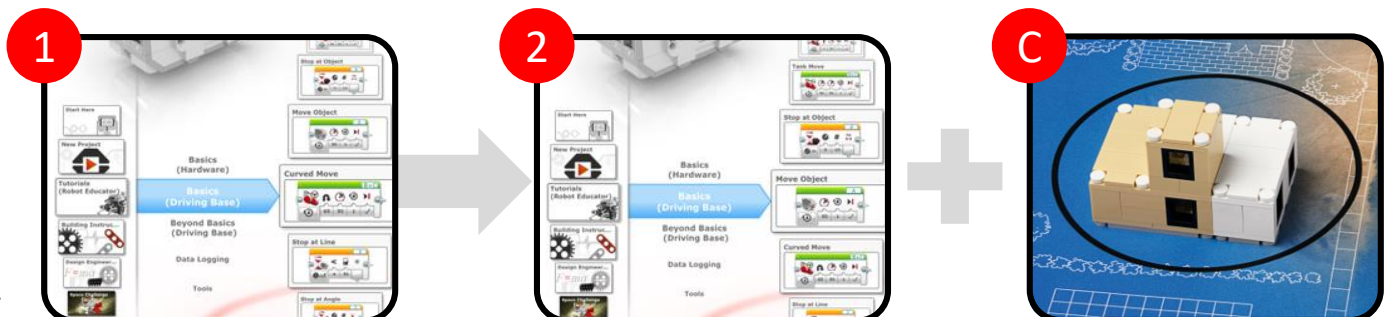 1
Start Here
New Project
Tutorials
(Robot Educator)
Building Instruc...
Design Engineer...
Space Challenge
Basics
(Hardware)
Basics
(Driving Base)
Beyond Basics
(Driving Base)
Data Logging
Tools
Stop at Object
Move Object
Curved Move
Stop at Line
Stop at Angle
2
Start Here
New Project
Tutorials
(Robot Educator)
Building Instruc...
Design Engineer...
Space Challenge
Basics
(Hardware)
Basics
(Driving Base)
Beyond Basics
(Driving Base)
Data Logging
Tools
Tank Move
Stop at Object
Move Object
Curved Move
Stop at Line
C